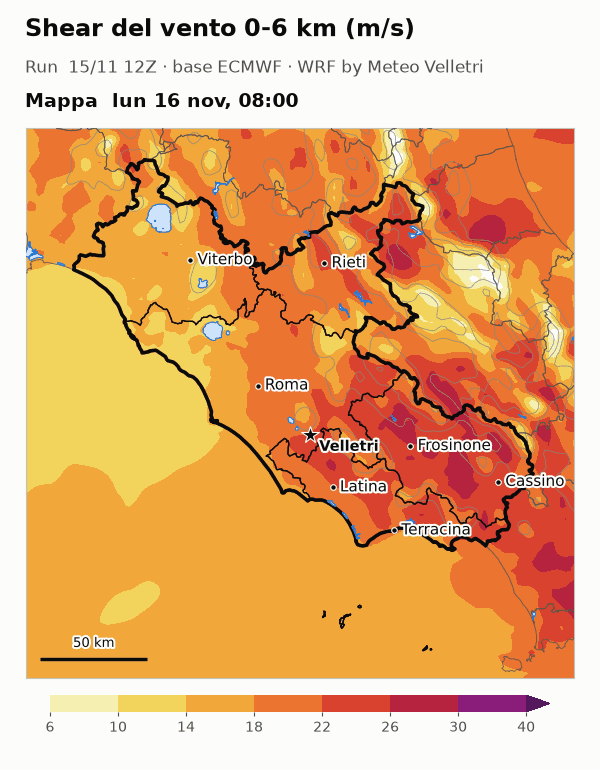 Shear del vento 0-6 km (m/s)
Run  15/11 12Z · base ECMWF · WRF by Meteo Velletri
Mappa  lun 16 nov, 08:00
Viterbo
Rieti
Roma
Velletri
Frosinone
Latina
Cassino
Terracina
50 km
6 10 14 18 22 26 30 40